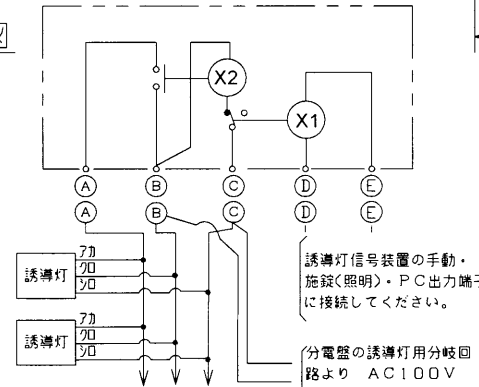 X2
X1
A B C D E
A B C D E
誘導灯
アカ
クロ
シロ
誘導灯
アカ
クロ
シロ
誘導灯信号装置の手動・
施錠(照明)・PC出力端子
に接続してください。
分電盤の誘導灯用分岐回
路より AC100V